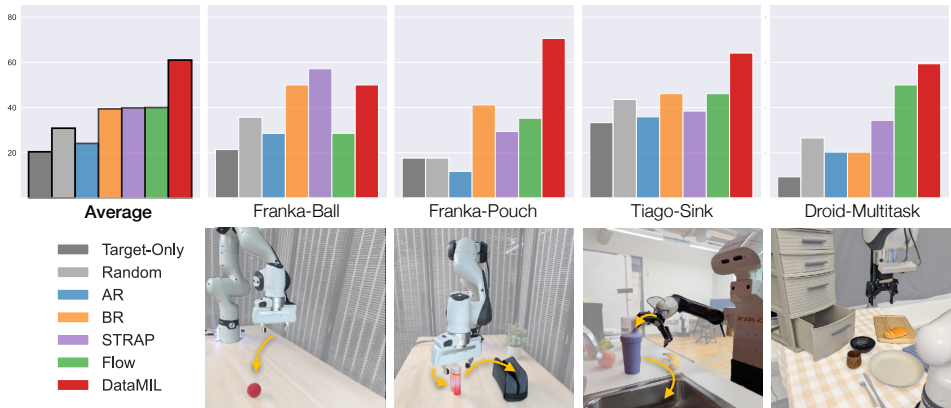 80
60
40
20
Average
Franka-Ball
Franka-Pouch
Tiago-Sink
Droid-Multitask
Target-Only
Random
AR
BR
STRAP
Flow
DataMIL